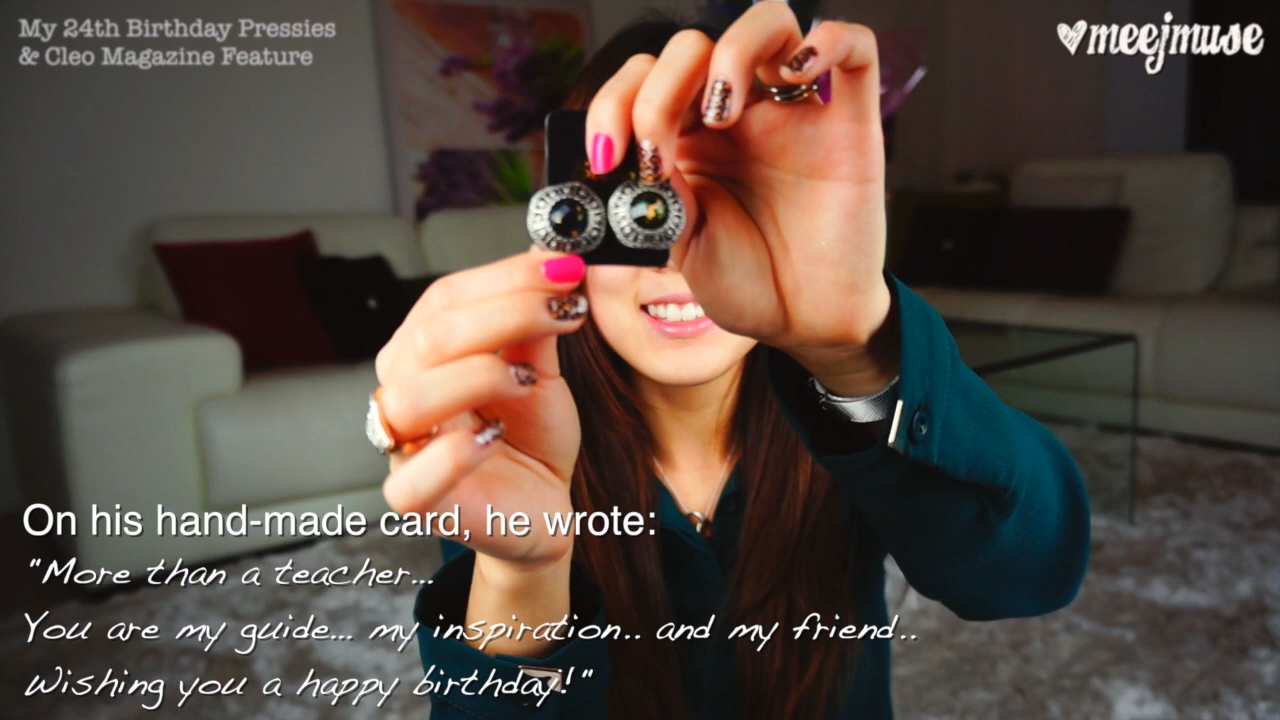 My 24th Birthday Pressies
& Cleo Magazine Feature
meejmuse
On his hand-made card, he wrote:
"More than a teacher...
You are my guide... my inspiration.. and my friend..
Wishing you a happy birthday!"